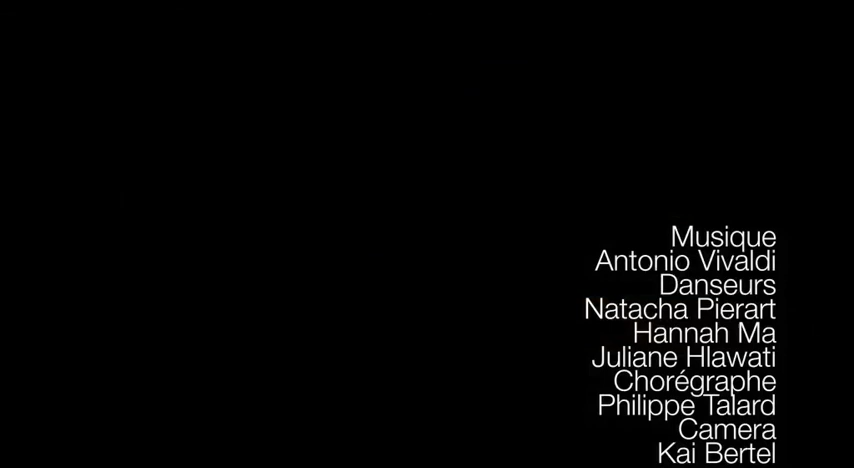 Musique
Antonio Vivaldi
Danseurs
Natacha Pierart
Hannah Ma
Juliane Hlawati
Chorégraphe
Philippe Talard
Camera
Kai Bertel